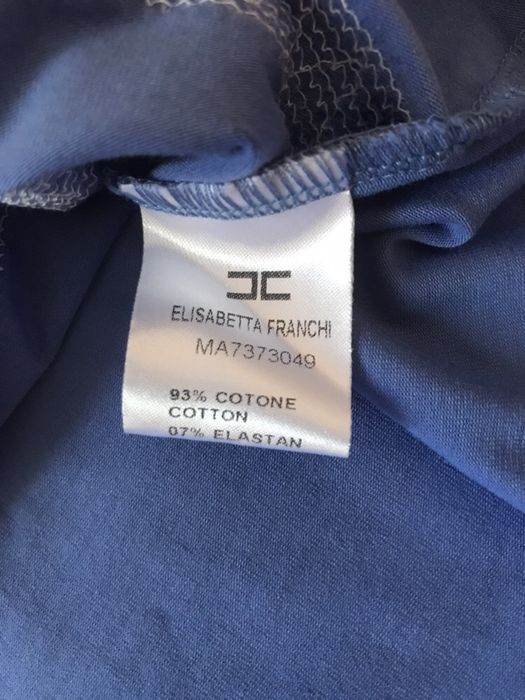 ELISABETTA FRANCHI
MA7373049
93% COTONE
COTTON
07% ELASTAN